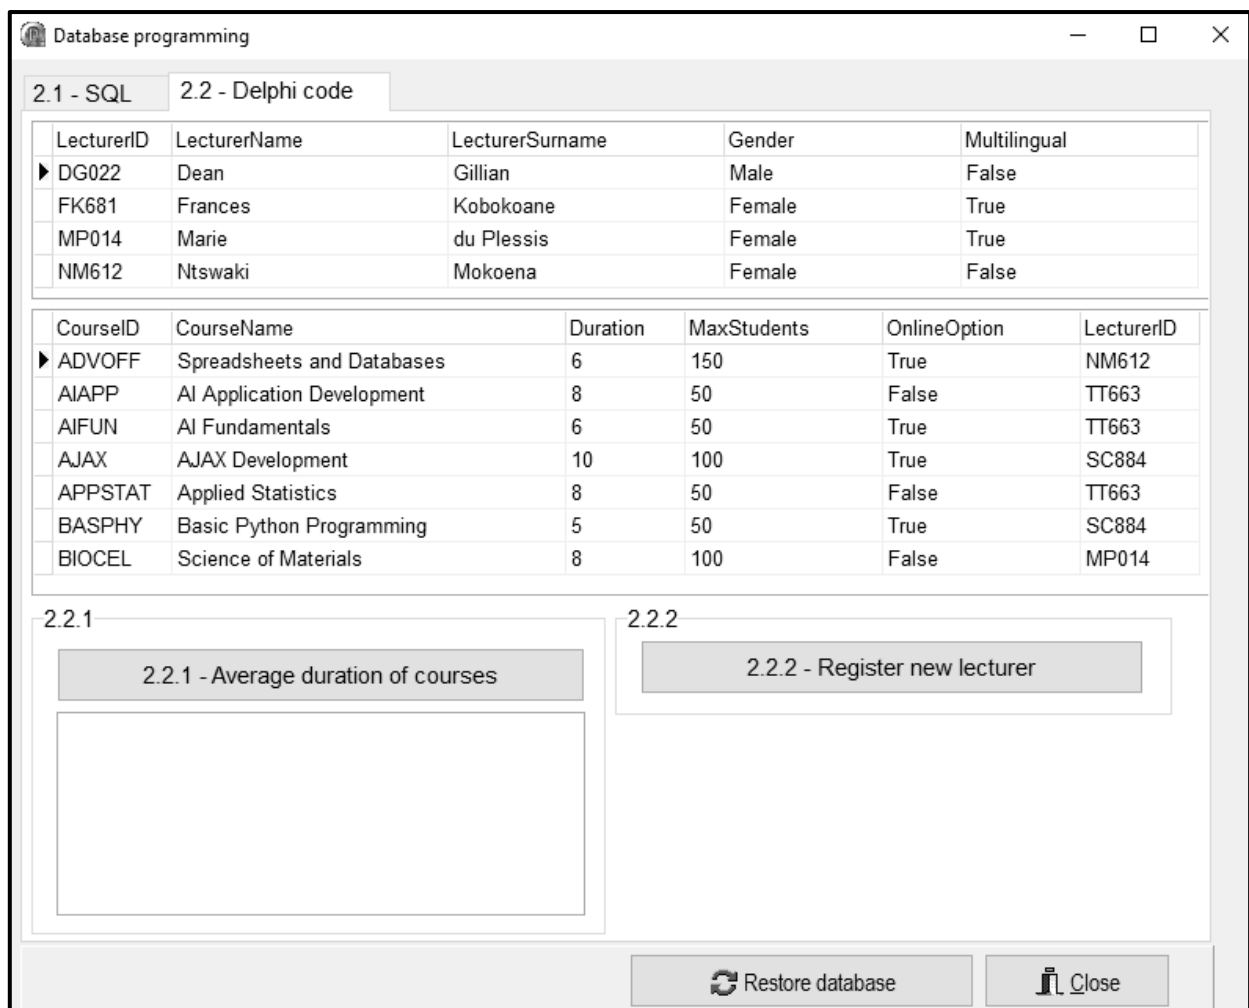 Database programming
2.1 - SQL 2.2 - Delphi code
LecturerID LecturerName LecturerSurname Gender Multilingual
DG022 Dean Gillian Male False
FK681 Frances Kobokoane Female True
MP014 Marie du Plessis Female True
NM612 Ntswaki Mokoena Female False
CourseID CourseName Duration MaxStudents OnlineOption LecturerID
ADVOFF Spreadsheets and Databases 6 150 True NM612
AIAPP AI Application Development 8 50 False TT663
AIFUN AI Fundamentals 6 50 True TT663
AJAX AJAX Development 10 100 True SC884
APPSTAT Applied Statistics 8 50 False TT663
BASPHY Basic Python Programming 5 50 True SC884
BIOCEL Science of Materials 8 100 False MP014
2.2.1 2.2.2
2.2.1 - Average duration of courses 2.2.2 - Register new lecturer
Restore database Close